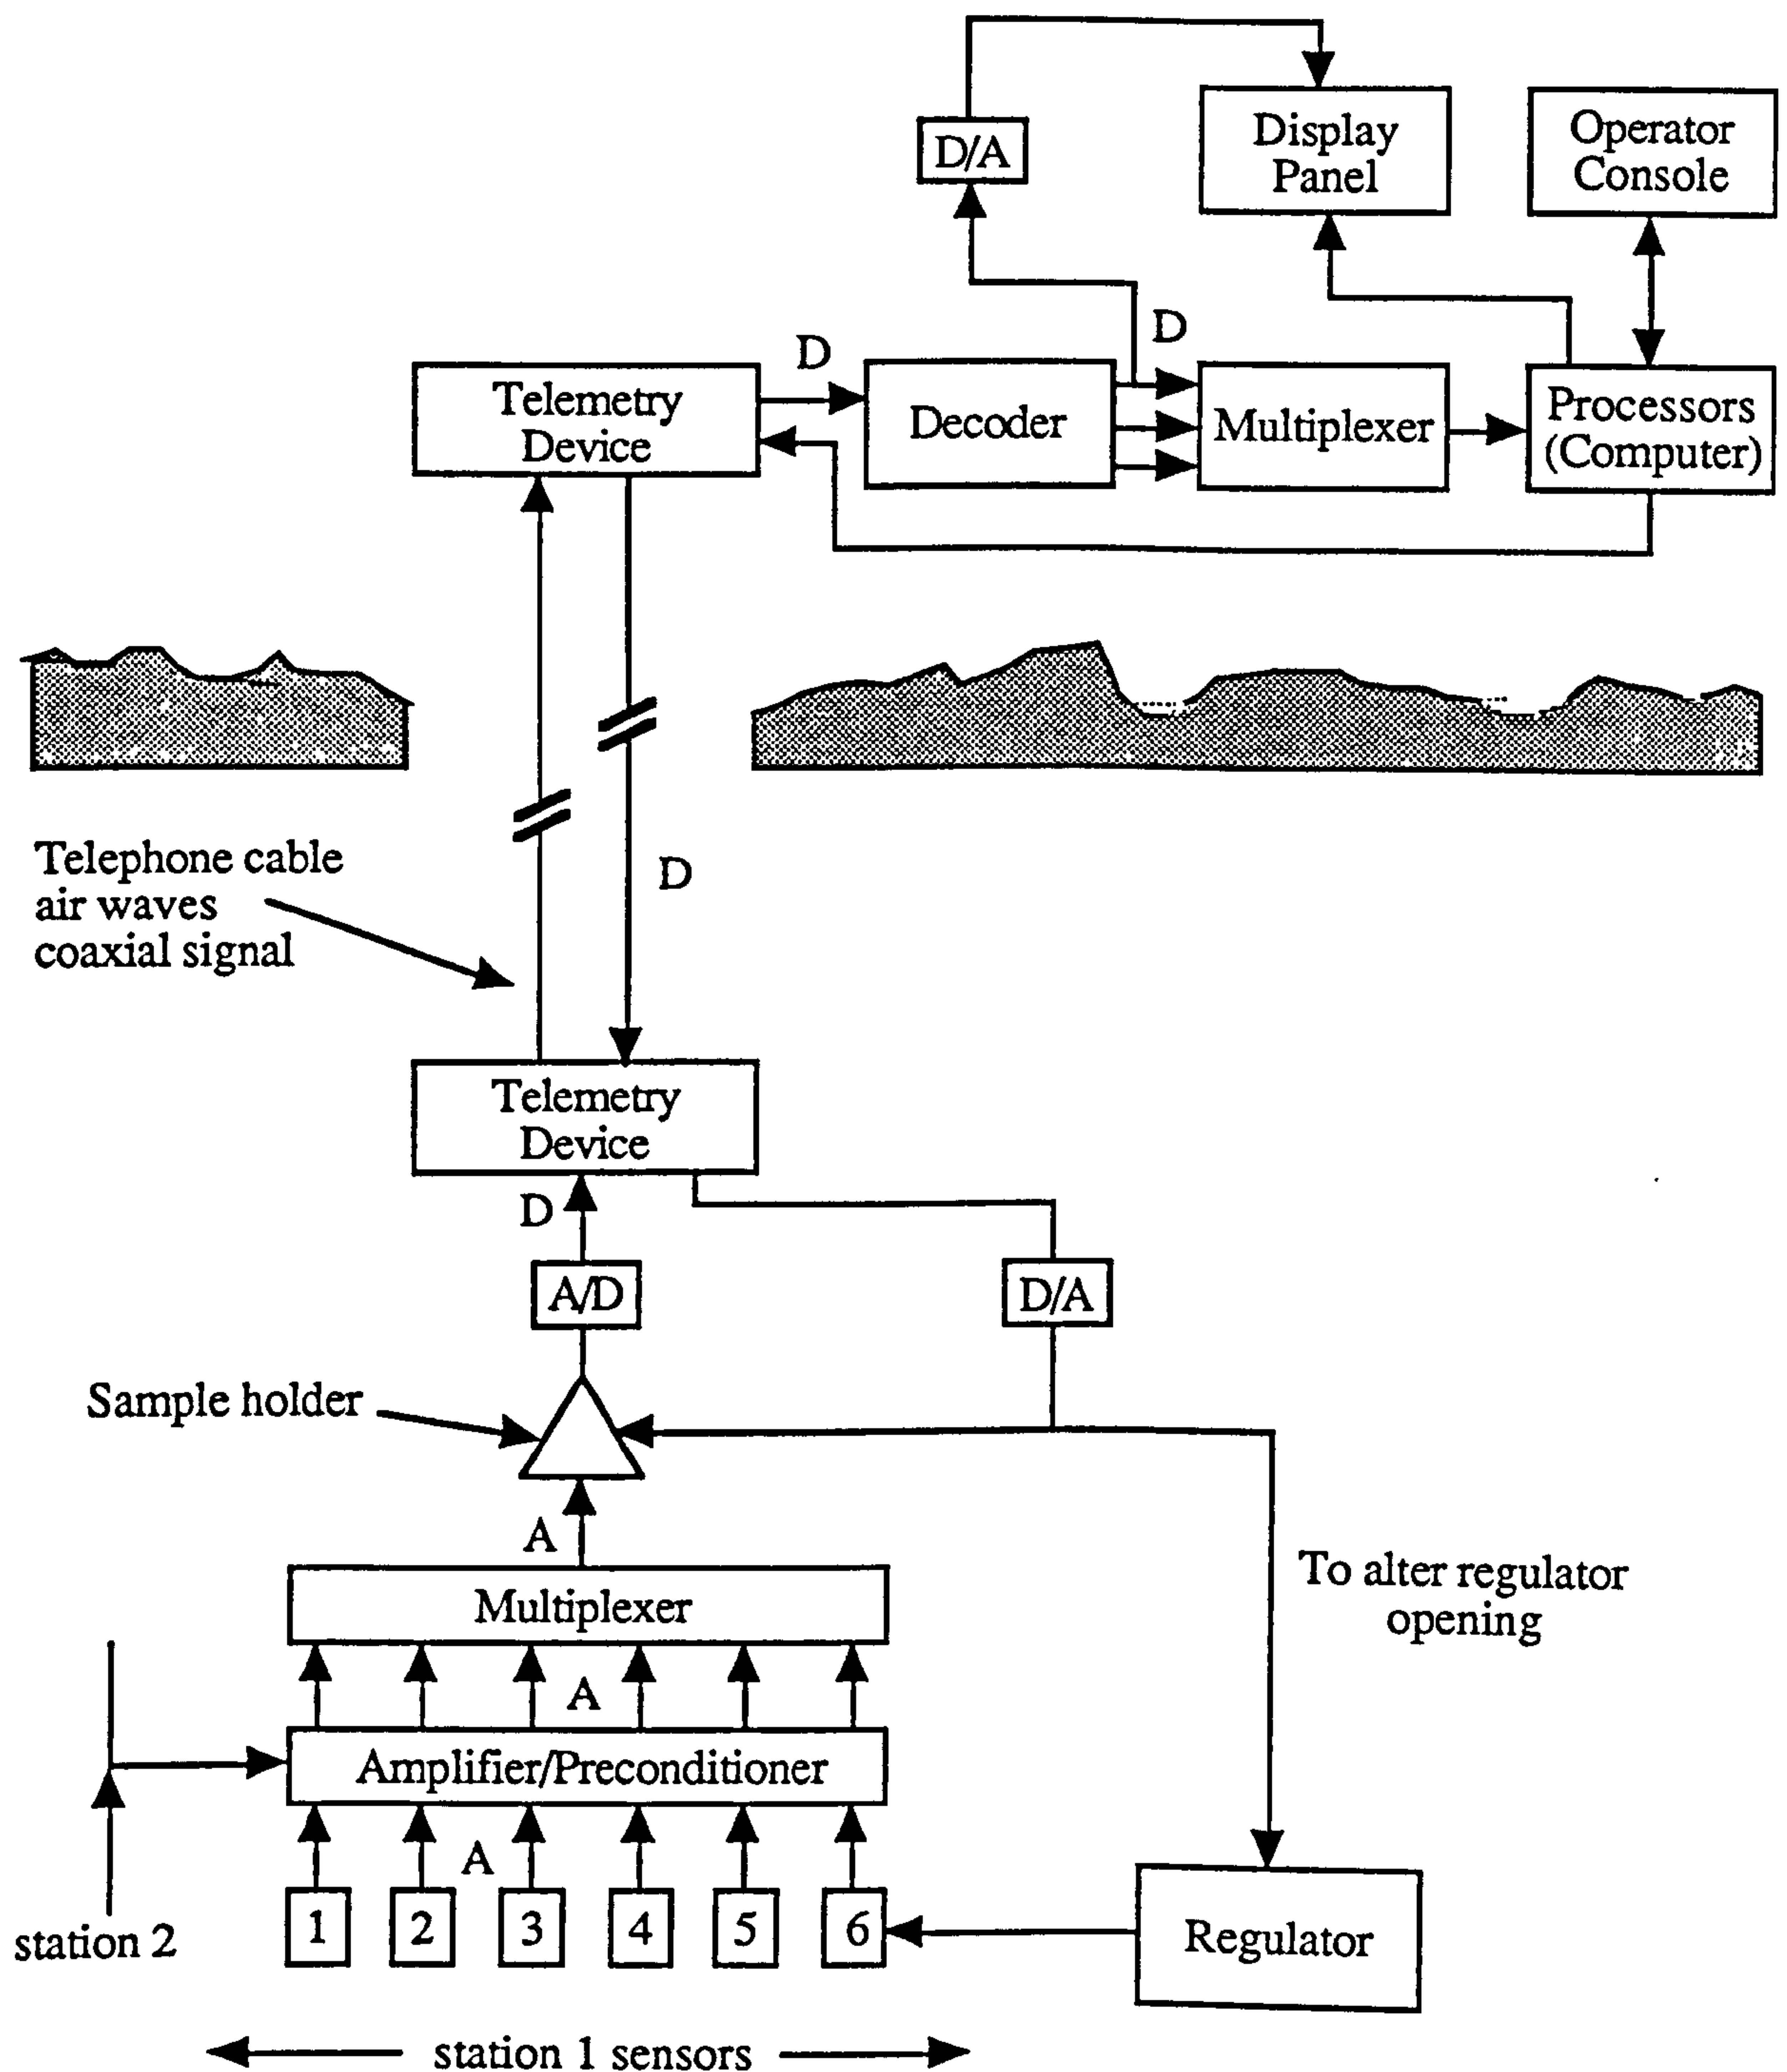 Display
Panel
Operator
Console
D/A
D
D
Telemetry
Device
Decoder
Multiplexer
Processors
(Computer)
Telephone cable
air waves
coaxial signal
D
Telemetry
Device
D
A/D
D/A
Sample holder
A
Multiplexer
To alter regulator
opening
A
Amplifier/Preconditioner
A
station 2
1 2 3 4 5 6
Regulator
station 1 sensors